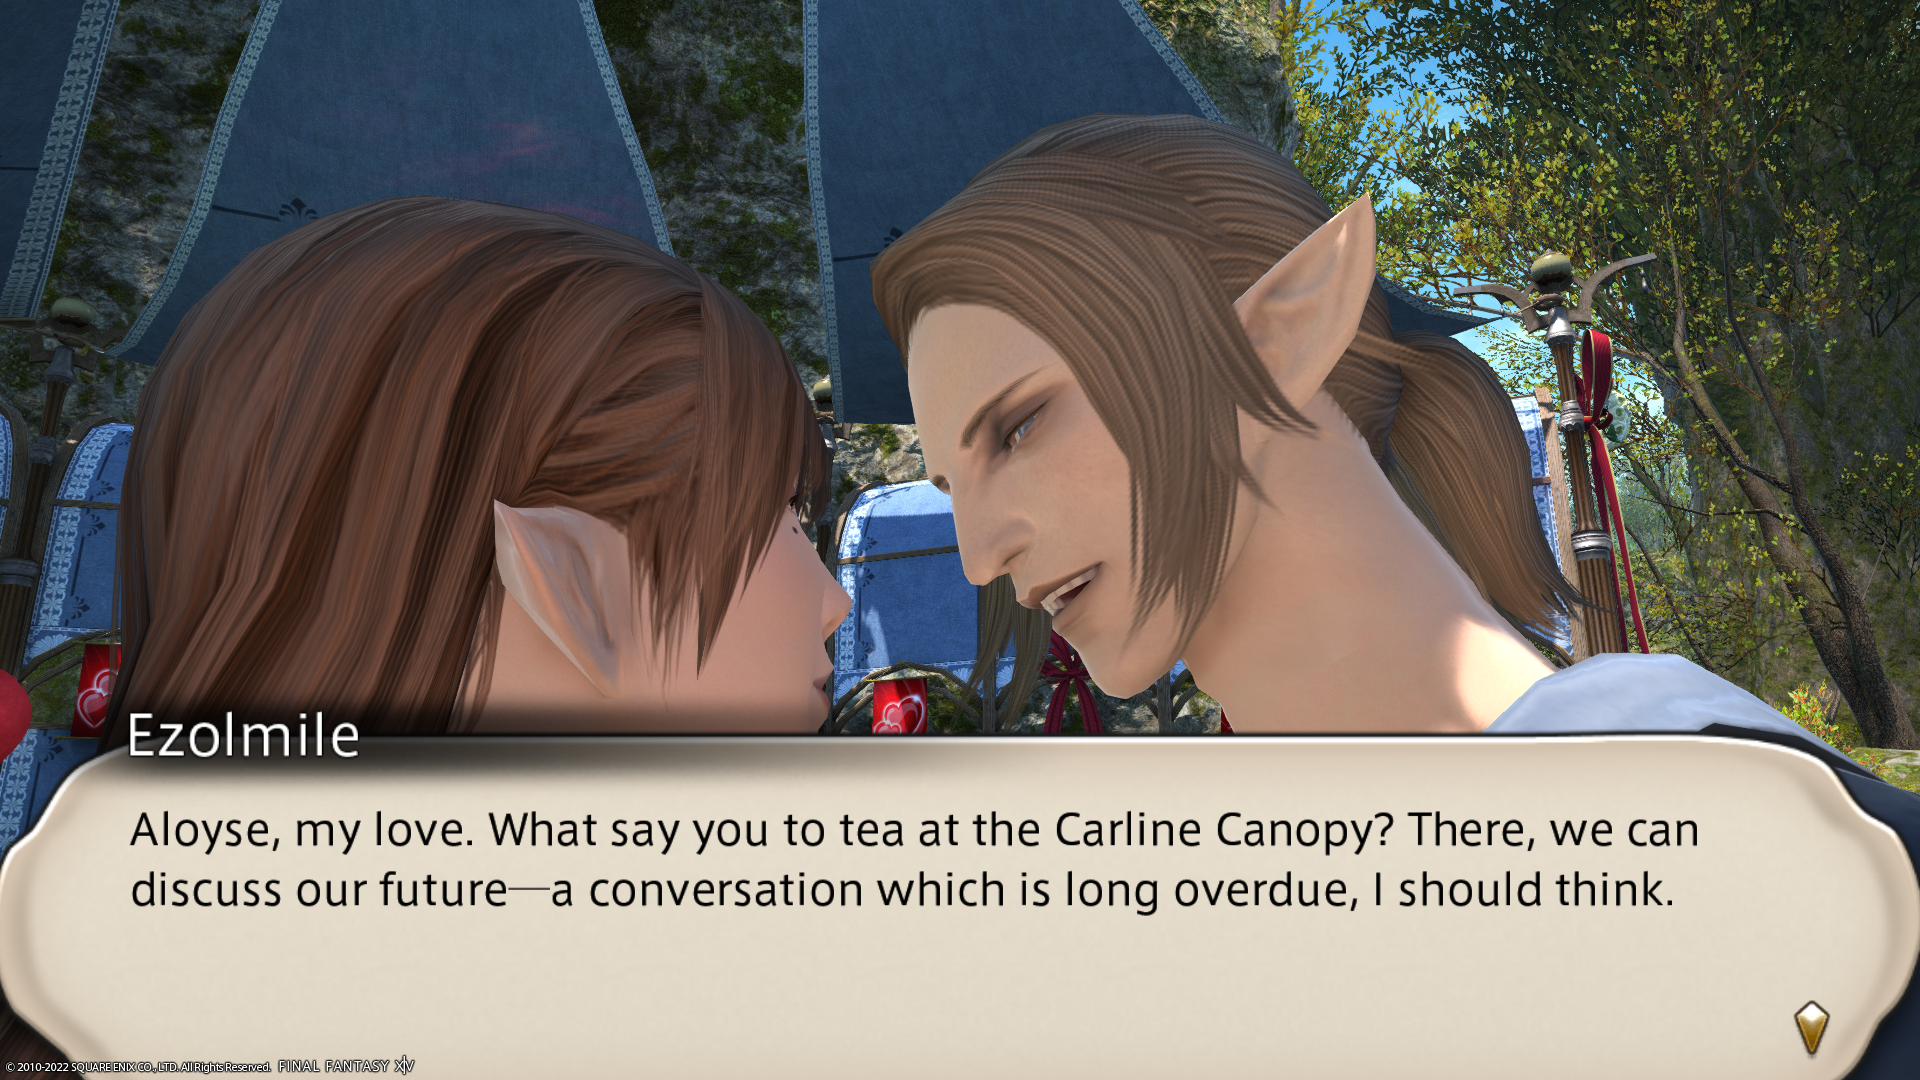 Ezolmile
Aloyse, my love. What say you to tea at the Carline Canopy? There, we can
discuss our future—a conversation which is long overdue, I should think.
© 2010-2022 SQUARE ENIX CO., LTD. All Rights Reserved. FINAL FANTASY XIV